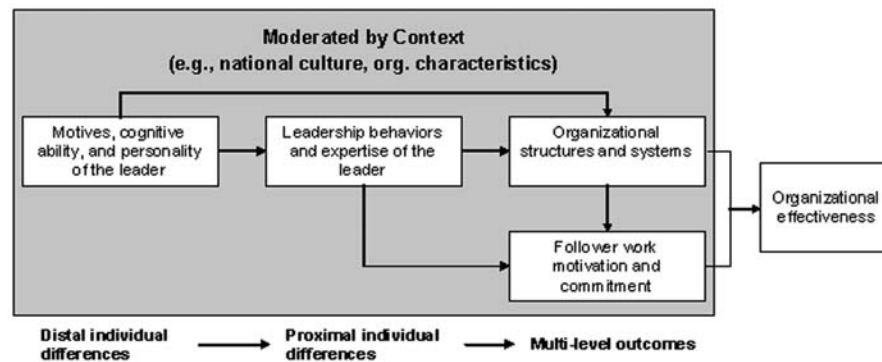 Moderated by Context
(e.g., national culture, org. characteristics)
Motives, cognitive
ability, and personality
of the leader
Leadership behaviors
and expertise of the
leader
Organizational
structures and systems
Organizational
effectiveness
Follower work
motivation and
commitment
Distal individual
differences
Proximal individual
differences
Multi-level outcomes